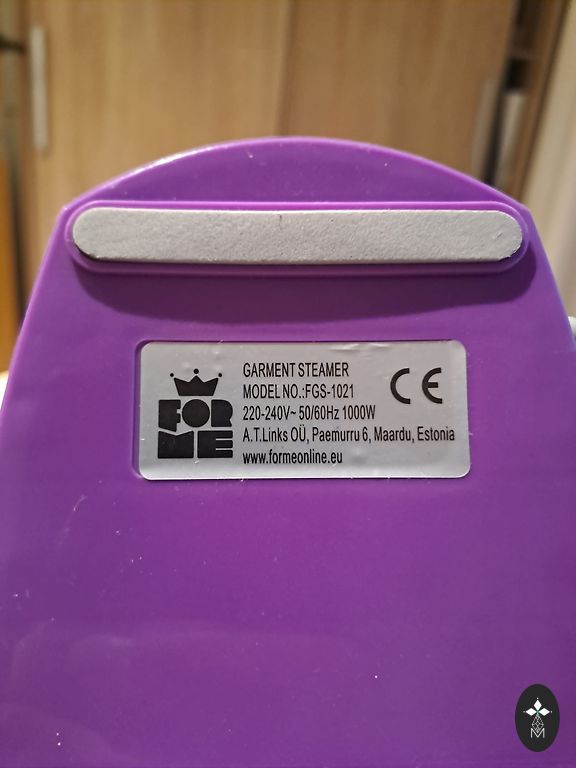 FOR
ME
GARMENT STEAMER
MODEL NO.:FGS-1021
220-240V~ 50/60Hz 1000W
A.T.Links OÜ, Paemurru 6, Maardu, Estonia
www.formeonline.eu
CE
M